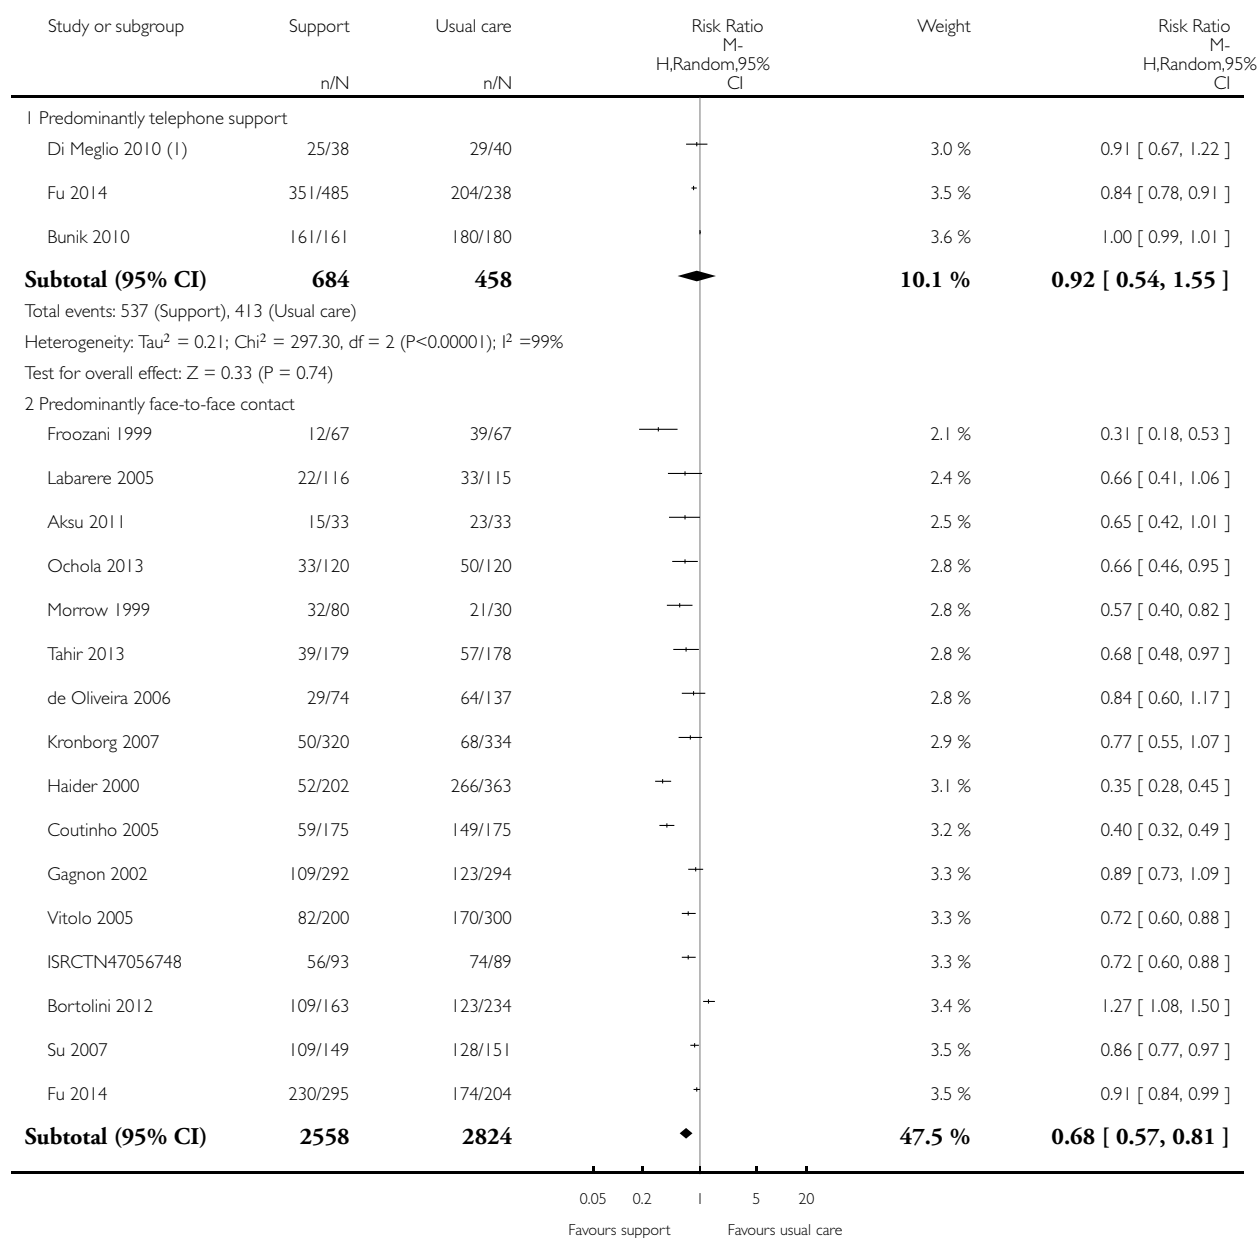 Study or subgroup Support Usual care Risk Ratio Weight Risk Ratio
M- M-
H,Random,95% H,Random,95%
n/N n/N CI CI
1 Predominantly telephone support
Di Meglio 2010 (1) 25/38 29/40 3.0 % 0.91 [ 0.67, 1.22 ]
Fu 2014 351/485 204/238 3.5 % 0.84 [ 0.78, 0.91 ]
Bunik 2010 161/161 180/180 3.6 % 1.00 [ 0.99, 1.01 ]
Subtotal (95% CI) 684 458 10.1 % 0.92 [ 0.54, 1.55 ]
Total events: 537 (Support), 413 (Usual care)
Heterogeneity: Tau² = 0.21; Chi² = 297.30, df = 2 (P<0.00001); I² =99%
Test for overall effect: Z = 0.33 (P = 0.74)
2 Predominantly face-to-face contact
Froozani 1999 12/67 39/67 2.1 % 0.31 [ 0.18, 0.53 ]
Labarere 2005 22/116 33/115 2.4 % 0.66 [ 0.41, 1.06 ]
Aksu 2011 15/33 23/33 2.5 % 0.65 [ 0.42, 1.01 ]
Ochola 2013 33/120 50/120 2.8 % 0.66 [ 0.46, 0.95 ]
Morrow 1999 32/80 21/30 2.8 % 0.57 [ 0.40, 0.82 ]
Tahir 2013 39/179 57/178 2.8 % 0.68 [ 0.48, 0.97 ]
de Oliveira 2006 29/74 64/137 2.8 % 0.84 [ 0.60, 1.17 ]
Kronborg 2007 50/320 68/334 2.9 % 0.77 [ 0.55, 1.07 ]
Haider 2000 52/202 266/363 3.1 % 0.35 [ 0.28, 0.45 ]
Coutinho 2005 59/175 149/175 3.2 % 0.40 [ 0.32, 0.49 ]
Gagnon 2002 109/292 123/294 3.3 % 0.89 [ 0.73, 1.09 ]
Vitolo 2005 82/200 170/300 3.3 % 0.72 [ 0.60, 0.88 ]
ISRCTN47056748 56/93 74/89 3.3 % 0.72 [ 0.60, 0.88 ]
Bortolini 2012 109/163 123/234 3.4 % 1.27 [ 1.08, 1.50 ]
Su 2007 109/149 128/151 3.5 % 0.86 [ 0.77, 0.97 ]
Fu 2014 230/295 174/204 3.5 % 0.91 [ 0.84, 0.99 ]
Subtotal (95% CI) 2558 2824 47.5 % 0.68 [ 0.57, 0.81 ]
0.05 0.2 1 5 20
Favours support Favours usual care